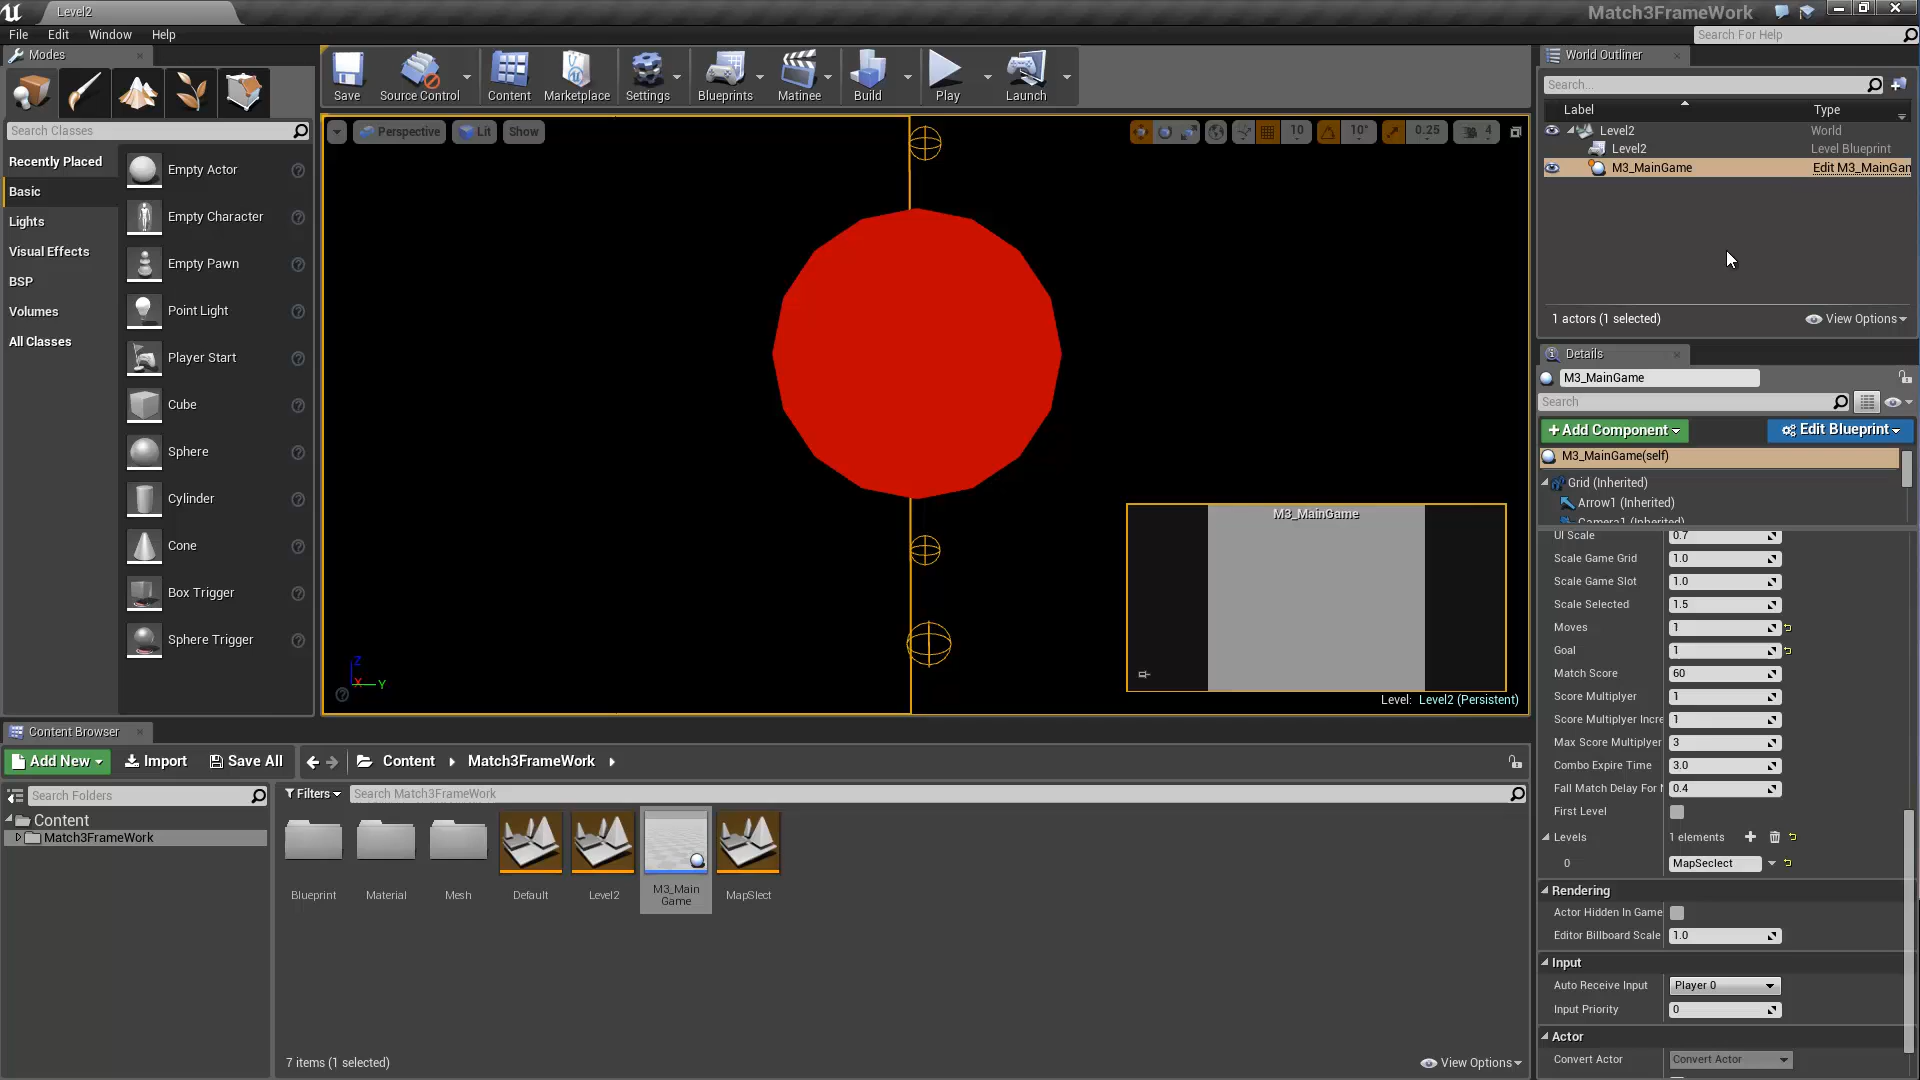 Level2
Match3FrameWork
File Edit Window Help
Search For Help
Modes
Search Classes
Recently Placed
Basic
Lights
Visual Effects
BSP
Volumes
All Classes
Empty Actor
Empty Character
Empty Pawn
Point Light
Player Start
Cube
Sphere
Cylinder
Cone
Box Trigger
Sphere Trigger
Save
Source Control
Content
Marketplace
Settings
Blueprints
Matinee
Build
Play
Launch
Perspective Lit Show
10 10° 0.25 4
M3_MainGame
Z
X
Y
Level: Level2 (Persistent)
World Outliner
Search...
Label Type
Level2 World
Level2 Level Blueprint
M3_MainGame Edit M3_MainGan
1 actors (1 selected)
View Options
Details
M3_MainGame
Search
+Add Component
Edit Blueprint
M3_MainGame(self)
Grid (Inherited)
Arrow1 (Inherited)
Camera1 (Inherited)
UI Scale 0.7
Scale Game Grid 1.0
Scale Game Slot 1.0
Scale Selected 1.5
Moves 1
Goal 1
Match Score 60
Score Multiplyer 1
Score Multiplyer Incre 1
Max Score Multiplyer 3
Combo Expire Time 3.0
Fall Match Delay For 0.4
First Level
Levels 1 elements
0 MapSeclect
Rendering
Actor Hidden In Game
Editor Billboard Scale 1.0
Input
Auto Receive Input Player 0
Input Priority 0
Actor
Convert Actor Convert Actor
Content Browser
Add New Import Save All Content Match3FrameWork
Search Folders
Content
Match3FrameWork
Filters Search Match3FrameWork
Blueprint
Material
Mesh
Default
Level2
M3_Main
Game
MapSlect
7 items (1 selected)
View Options